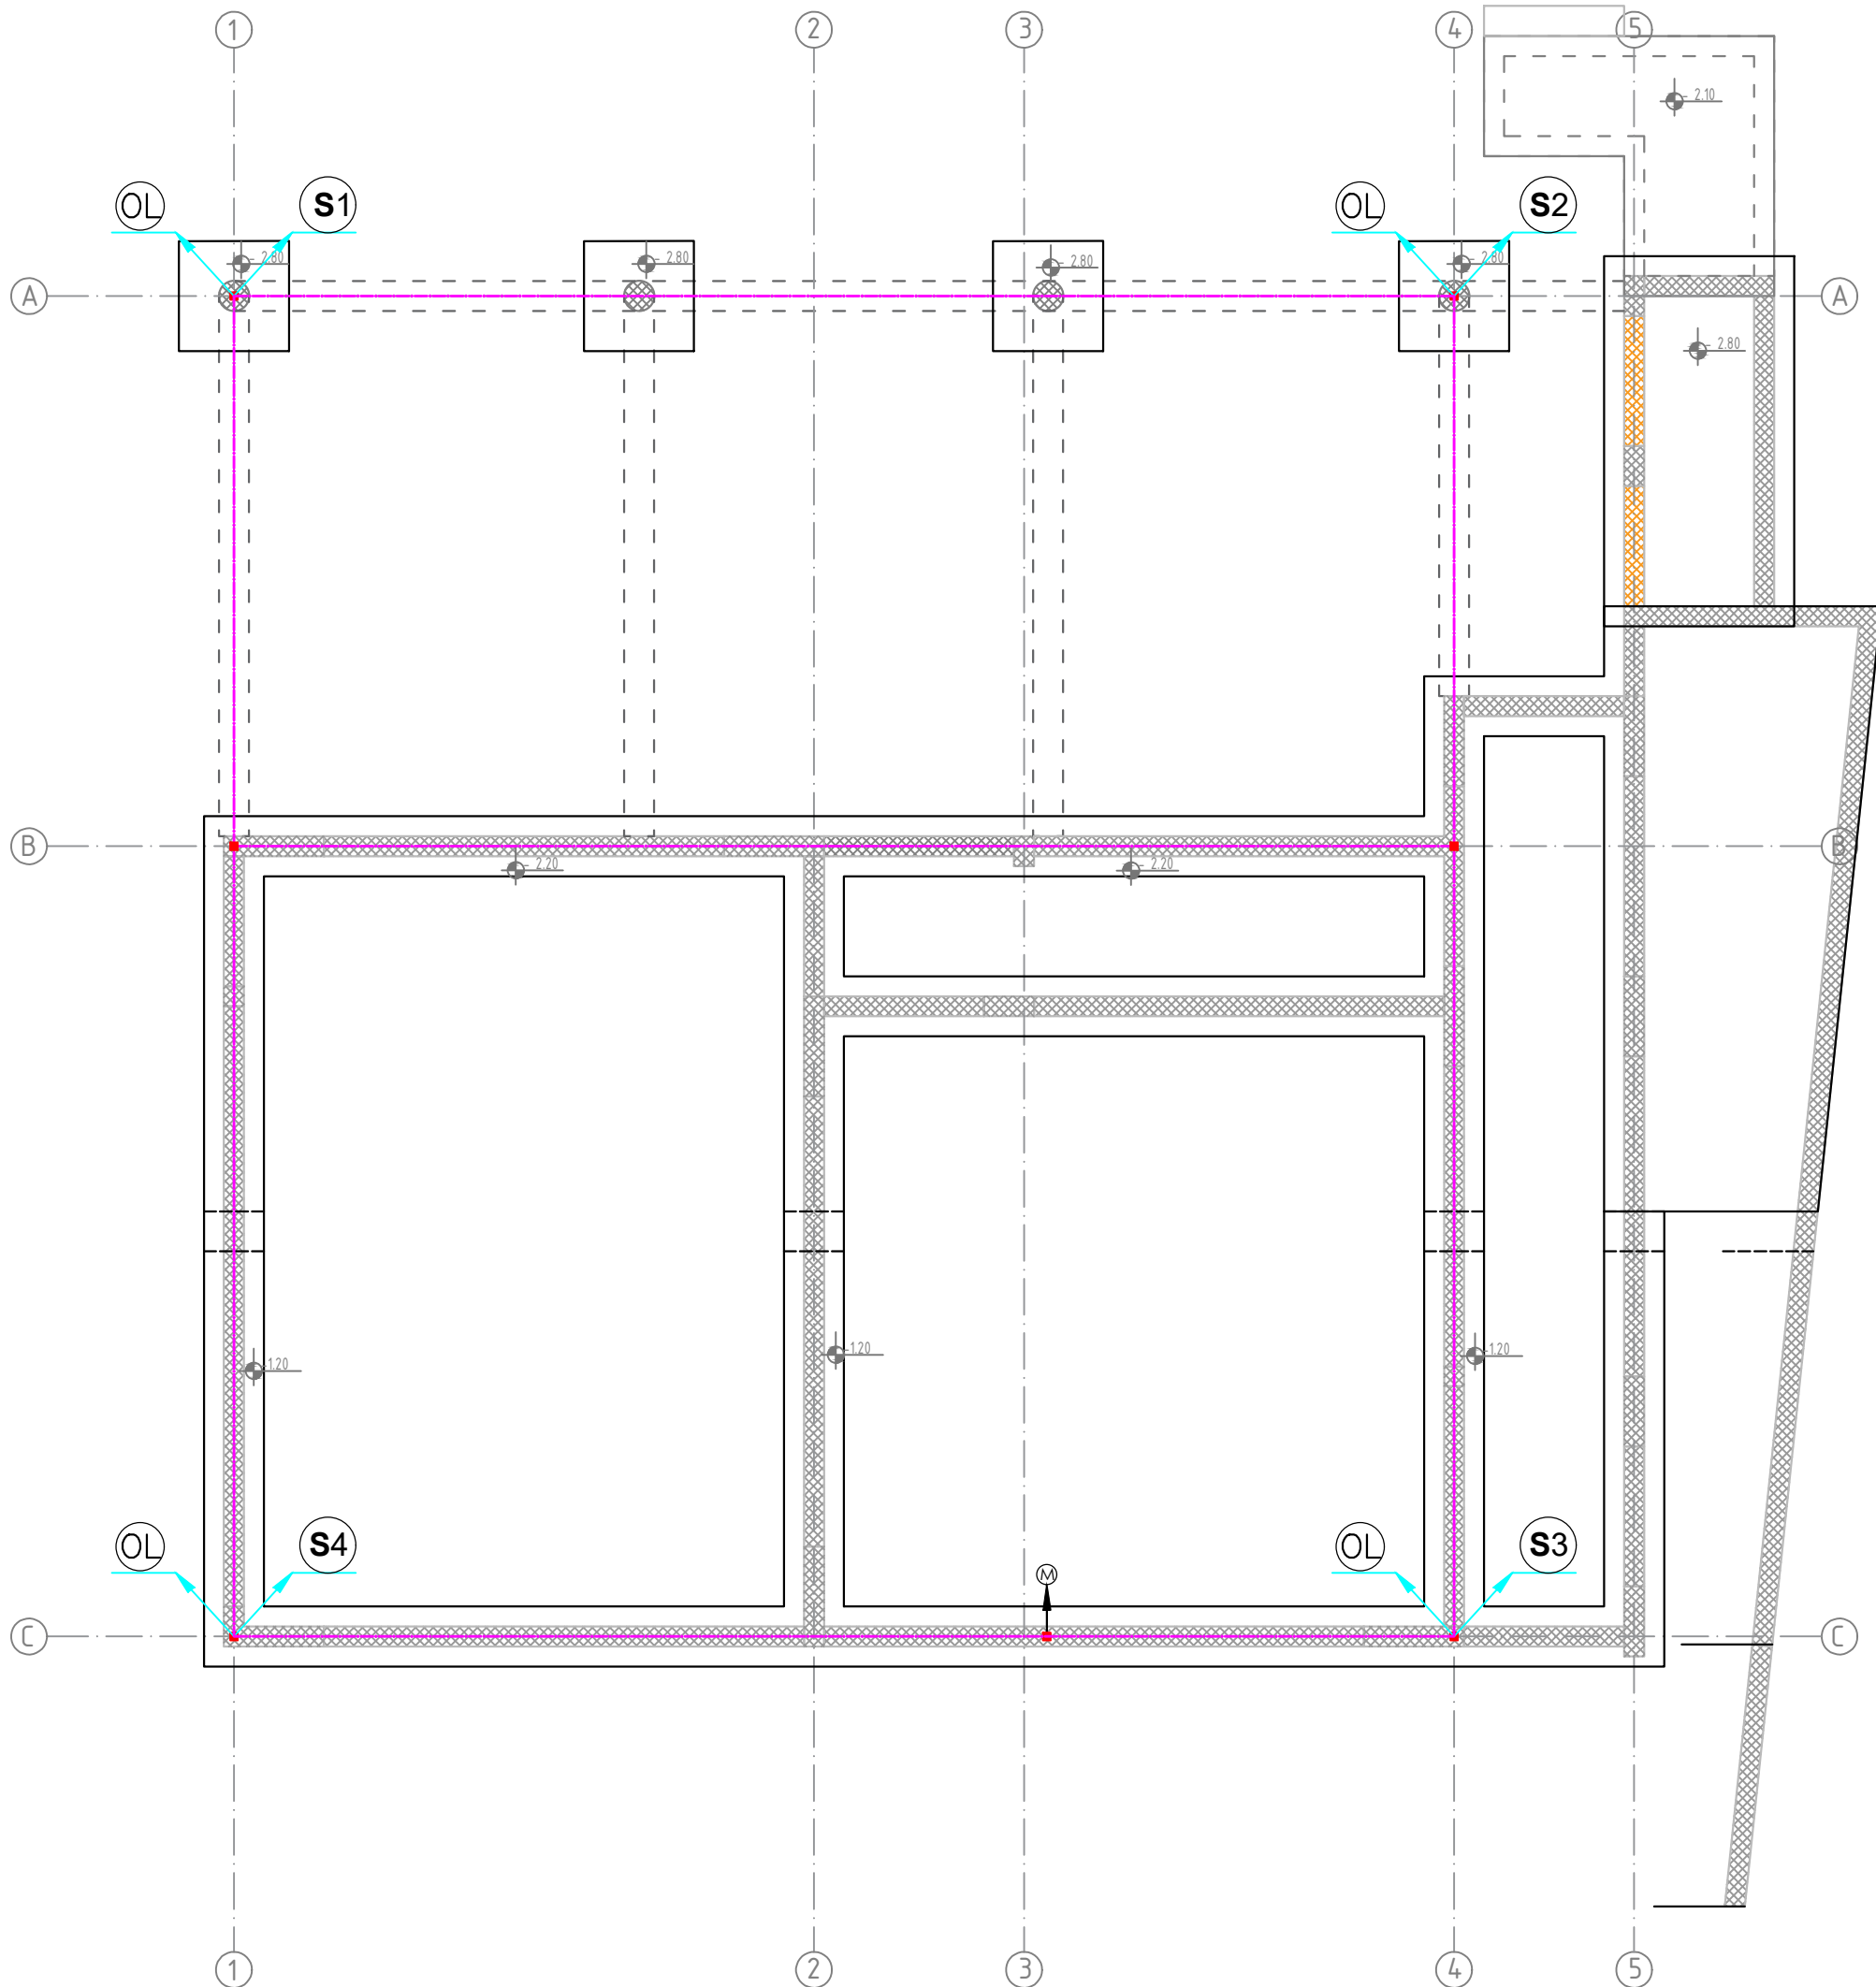 1 2 3 4 5
- 2.10
OL S1 OL S2
- 2.80 - 2.80 - 2.80 - 2.80
A A
- 2.80
B B
- 2.20 - 2.20
-1.20 -1.20 -1.20
OL S4 OL S3
M
C C
1 2 3 4 5